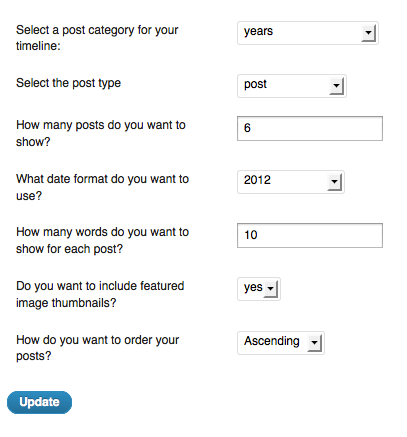 Select a post category for your
timeline:
years
Select the post type
post
How many posts do you want to
show?
6
What date format do you want to
use?
2012
How many words do you want to
show for each post?
10
Do you want to include featured
image thumbnails?
yes
How do you want to order your
posts?
Ascending
Update